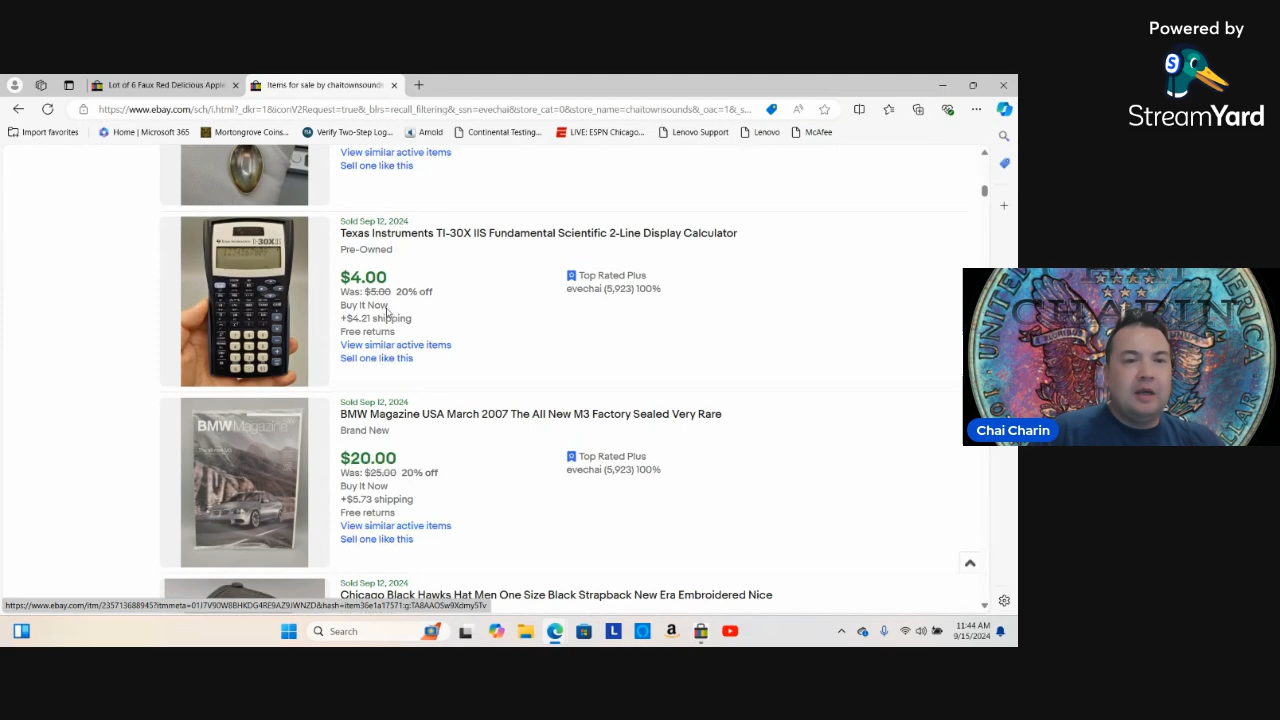 Powered by
StreamYard
Lot of 6 Faux Red Delicious Apple
Items for sale by chaitownsounds
https://www.ebay.com/sch/i.html?_dkr=1&iconV2Request=true&_blrs=recall_filtering&_ssn=evechai&store_cat=0&store_name=chaitownsounds&_oac=1&_s...
Import favorites
Home | Microsoft 365
Mortongrove Coins...
Verify Two-Step Log...
Arnold
Continental Testing...
LIVE: ESPN Chicago...
Lenovo Support
Lenovo
McAfee
View similar active items
Sell one like this
Sold Sep 12, 2024
Texas Instruments TI-30X IIS Fundamental Scientific 2-Line Display Calculator
Pre-Owned
$4.00
Was: $5.00 20% off
Buy It Now
+$4.21 shipping
Free returns
View similar active items
Sell one like this
Top Rated Plus
evechai (5,923) 100%
TI-30X IIS
Sold Sep 12, 2024
BMW Magazine USA March 2007 The All New M3 Factory Sealed Very Rare
Brand New
$20.00
Was: $25.00 20% off
Buy It Now
+$5.73 shipping
Free returns
View similar active items
Sell one like this
Top Rated Plus
evechai (5,923) 100%
BMW Magazine
Sold Sep 12, 2024
Chicago Black Hawks Hat Men One Size Black Strapback New Era Embroidered Nice
Search
11:44 AM
9/15/2024
CHARIN
UNITED
PLURIBUS
DOLLAR
Chai Charin